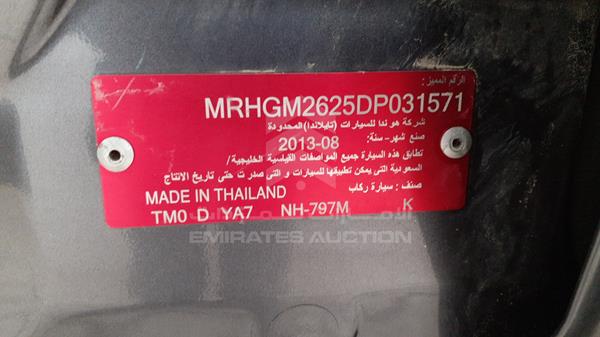 الرقم المميز:
MRHGM2625DP031571
شركة هوندا للسيارات (تايلاندا) المحدودة
صنع شهر- سنة:
2013-08
تطابق هذه السيارة جميع المواصفات القياسية الخليجية/
السعودية التي يمكن تطبيقها للسيارات و التي صدرت حتى تاريخ الانتاج
صنف : سيارة ركاب
MADE IN THAILAND
TM0 D YA7 NH-797M K
الإمارات للمزادات
EMIRATES AUCTION